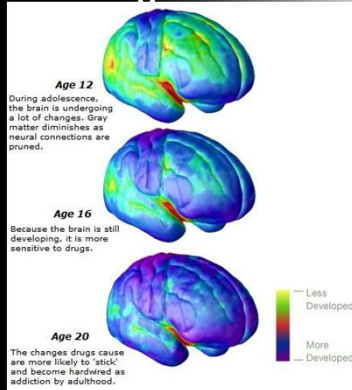 Age 12
During adolescence,
the brain is undergoing
a lot of changes. Gray
matter diminishes as
neural connections are
pruned.
Age 16
Because the brain is still
developing, it is more
sensitive to drugs.
Age 20
The changes drugs cause
are more likely to 'stick'
and become hardwired as
addiction by adulthood.
Less
Developed
More
Developed